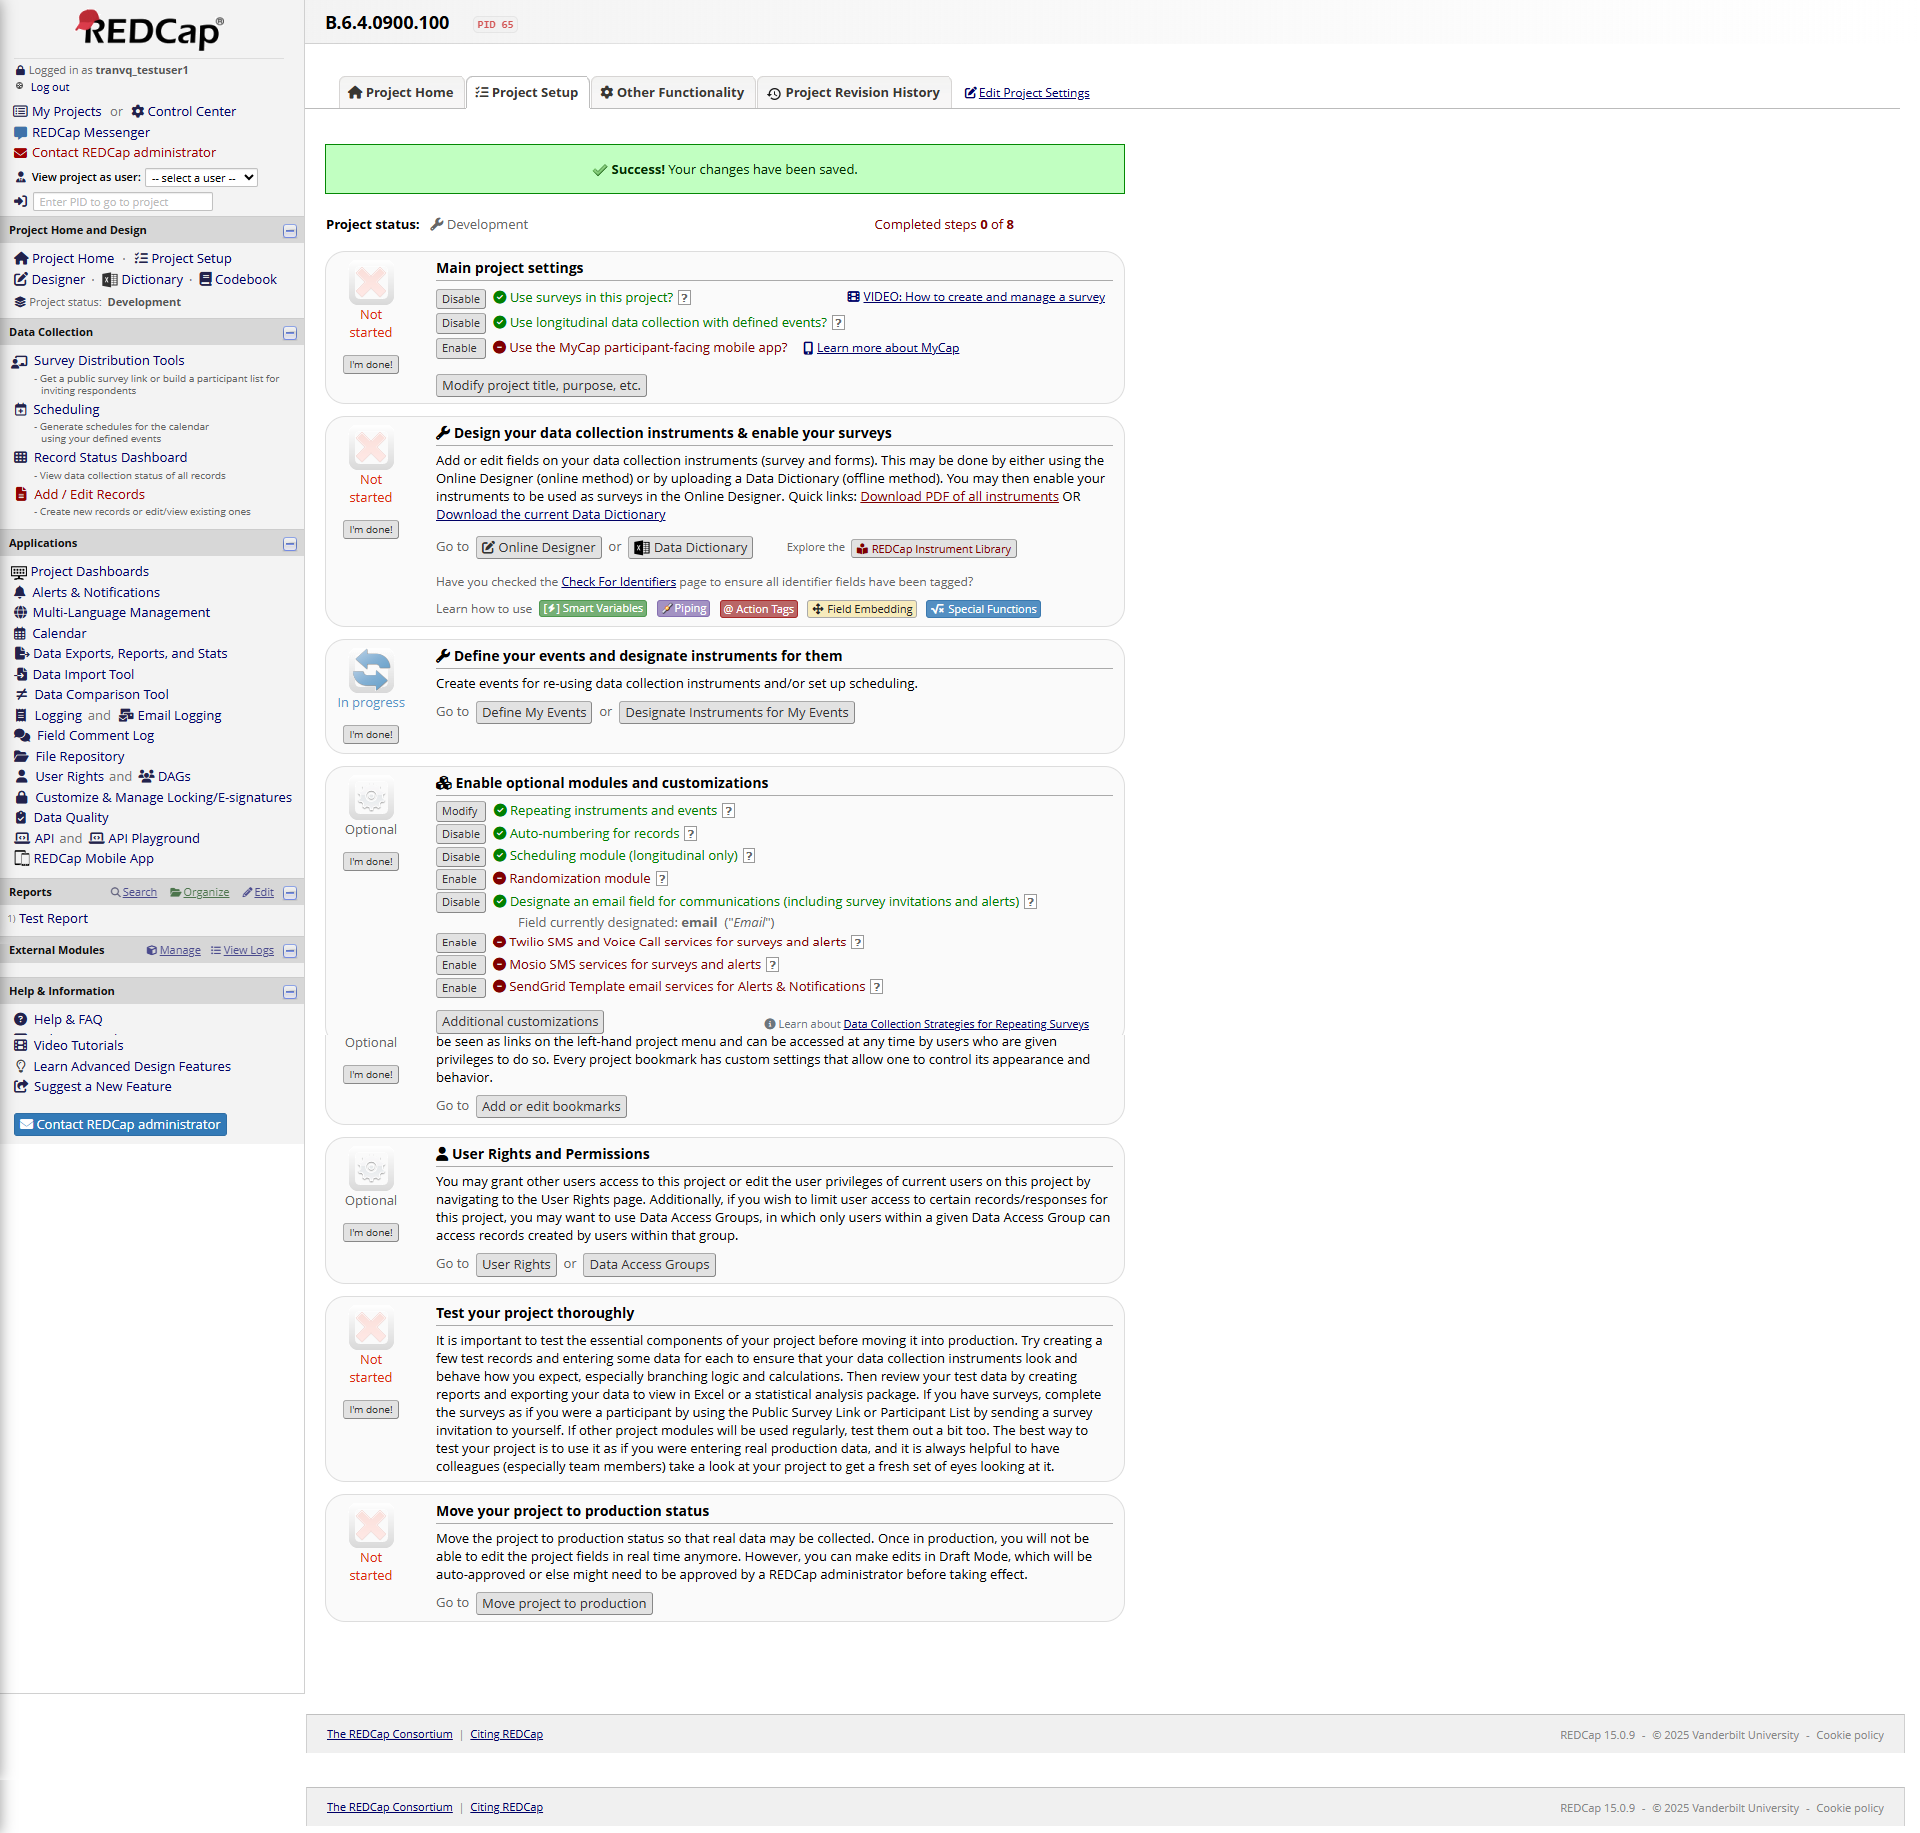 REDCap®
Logged in as tranvq_testuser1
Log out
My Projects or Control Center
REDCap Messenger
Contact REDCap administrator
View project as user: -- select a user --
Enter PID to go to project
Project Home and Design
Project Home · Project Setup
Designer · Dictionary · Codebook
Project status: Development
Data Collection
Survey Distribution Tools
- Get a public survey link or build a participant list for
inviting respondents
Scheduling
- Generate schedules for the calendar
using your defined events
Record Status Dashboard
- View data collection status of all records
Add / Edit Records
- Create new records or edit/view existing ones
Applications
Project Dashboards
Alerts & Notifications
Multi-Language Management
Calendar
Data Exports, Reports, and Stats
Data Import Tool
Data Comparison Tool
Logging and Email Logging
Field Comment Log
File Repository
User Rights and DAGs
Customize & Manage Locking/E-signatures
Data Quality
API and API Playground
REDCap Mobile App
Reports Search Organize Edit
1) Test Report
External Modules Manage View Logs
Help & Information
Help & FAQ
Video Tutorials
Learn Advanced Design Features
Suggest a New Feature
Contact REDCap administrator
B.6.4.0900.100 PID 65
Project Home Project Setup Other Functionality Project Revision History Edit Project Settings
Success! Your changes have been saved.
Project status: Development Completed steps 0 of 8
Not
started
I'm done!
Main project settings
Disable Use surveys in this project? ? VIDEO: How to create and manage a survey
Disable Use longitudinal data collection with defined events? ?
Enable Use the MyCap participant-facing mobile app? Learn more about MyCap
Modify project title, purpose, etc.
Not
started
I'm done!
Design your data collection instruments & enable your surveys
Add or edit fields on your data collection instruments (survey and forms). This may be done by either using the
Online Designer (online method) or by uploading a Data Dictionary (offline method). You may then enable your
instruments to be used as surveys in the Online Designer. Quick links: Download PDF of all instruments OR
Download the current Data Dictionary
Go to Online Designer or Data Dictionary Explore the REDCap Instrument Library
Have you checked the Check For Identifiers page to ensure all identifier fields have been tagged?
Learn how to use [⚡] Smart Variables Piping @ Action Tags Field Embedding √x Special Functions
In progress
I'm done!
Define your events and designate instruments for them
Create events for re-using data collection instruments and/or set up scheduling.
Go to Define My Events or Designate Instruments for My Events
Optional
I'm done!
Enable optional modules and customizations
Modify Repeating instruments and events ?
Disable Auto-numbering for records ?
Disable Scheduling module (longitudinal only) ?
Enable Randomization module ?
Disable Designate an email field for communications (including survey invitations and alerts) ?
Field currently designated: email ("Email")
Enable Twilio SMS and Voice Call services for surveys and alerts ?
Enable Mosio SMS services for surveys and alerts ?
Enable SendGrid Template email services for Alerts & Notifications ?
Additional customizations Learn about Data Collection Strategies for Repeating Surveys
Optional
I'm done!
be seen as links on the left-hand project menu and can be accessed at any time by users who are given
privileges to do so. Every project bookmark has custom settings that allow one to control its appearance and
behavior.
Go to Add or edit bookmarks
Optional
I'm done!
User Rights and Permissions
You may grant other users access to this project or edit the user privileges of current users on this project by
navigating to the User Rights page. Additionally, if you wish to limit user access to certain records/responses for
this project, you may want to use Data Access Groups, in which only users within a given Data Access Group can
access records created by users within that group.
Go to User Rights or Data Access Groups
Not
started
I'm done!
Test your project thoroughly
It is important to test the essential components of your project before moving it into production. Try creating a
few test records and entering some data for each to ensure that your data collection instruments look and
behave how you expect, especially branching logic and calculations. Then review your test data by creating
reports and exporting your data to view in Excel or a statistical analysis package. If you have surveys, complete
the surveys as if you were a participant by using the Public Survey Link or Participant List by sending a survey
invitation to yourself. If other project modules will be used regularly, test them out a bit too. The best way to
test your project is to use it as if you were entering real production data, and it is always helpful to have
colleagues (especially team members) take a look at your project to get a fresh set of eyes looking at it.
Not
started
Move your project to production status
Move the project to production status so that real data may be collected. Once in production, you will not be
able to edit the project fields in real time anymore. However, you can make edits in Draft Mode, which will be
auto-approved or else might need to be approved by a REDCap administrator before taking effect.
Go to Move project to production
The REDCap Consortium | Citing REDCap REDCap 15.0.9 - © 2025 Vanderbilt University - Cookie policy
The REDCap Consortium | Citing REDCap REDCap 15.0.9 - © 2025 Vanderbilt University - Cookie policy